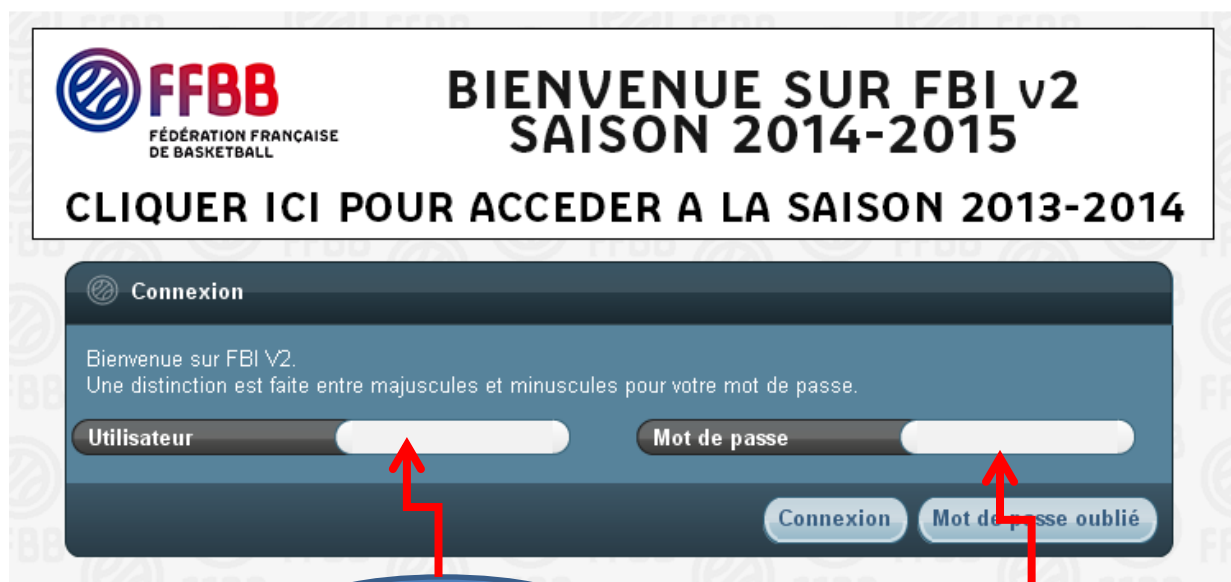 FFBB
FÉDÉRATION FRANÇAISE
DE BASKETBALL
BIENVENUE SUR FBI v2
SAISON 2014-2015
CLIQUER ICI POUR ACCEDER A LA SAISON 2013-2014
Connexion
Bienvenue sur FBI V2.
Une distinction est faite entre majuscules et minuscules pour votre mot de passe.
Utilisateur
Mot de passe
Connexion
Mot de passe oublié